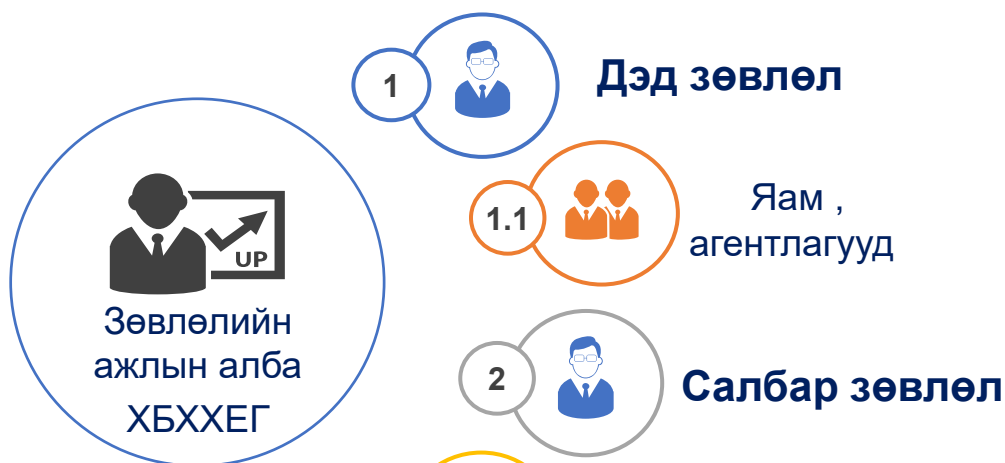 1
Дэд зөвлөл
1.1
Яам ,
агентлагууд
UP
Зөвлөлийн
ажлын алба
ХБХХЕГ
2
Салбар зөвлөл